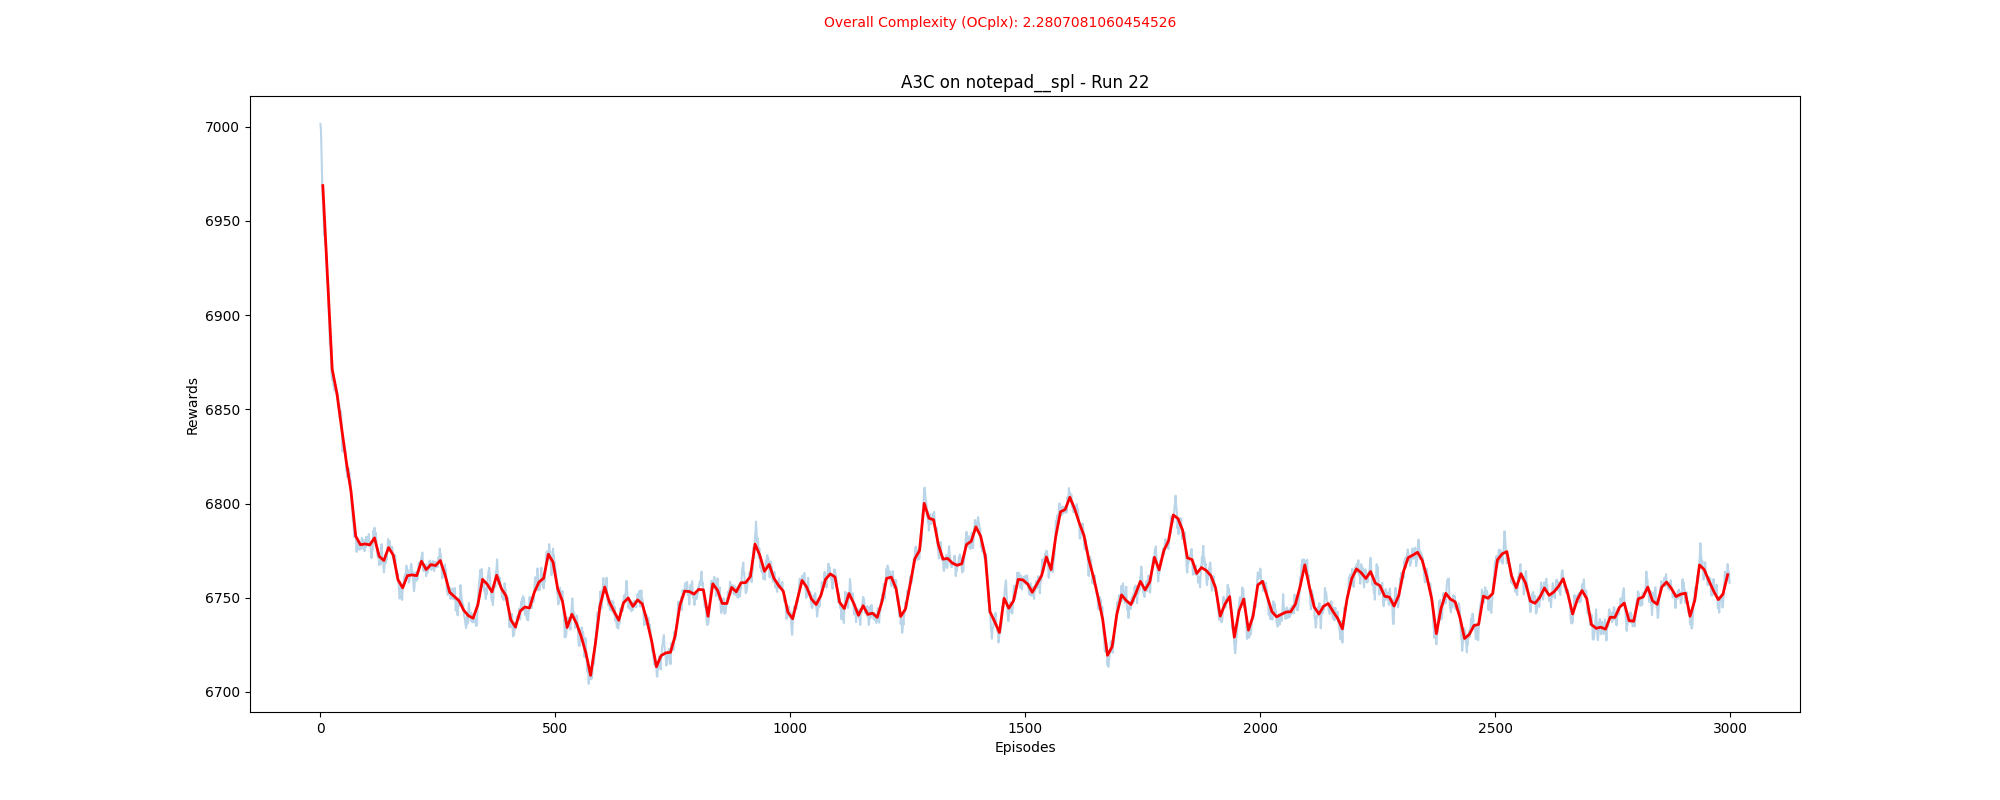 Overall Complexity (OCplx): 2.2807081060454526
A3C on notepad__spl - Run 22
7000
6950
6900
6850
6800
6750
6700
Rewards
0 500 1000 1500 2000 2500 3000
Episodes